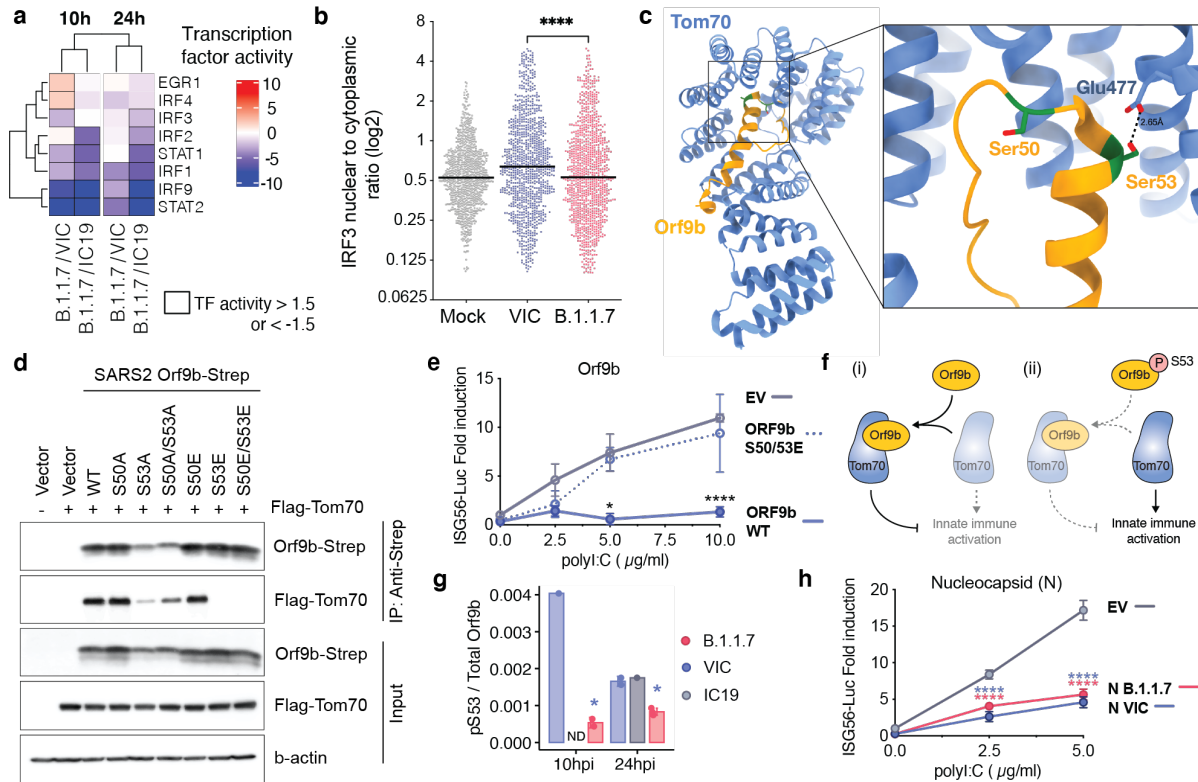 a
10h 24h
EGR1
IRF4
IRF3
IRF2
STAT1
IRF1
IRF9
STAT2
B.1.1.7/VIC
B.1.1.7/IC19
B.1.1.7/VIC
B.1.1.7/IC19
Transcription
factor activity
10
5
0
-5
-10
TF activity > 1.5
or < -1.5
b
IRF3 nuclear to cytoplasmic
ratio (log2)
8
4
2
1
0.5
0.25
0.125
0.0625
****
Mock VIC B.1.1.7
c
Tom70
Orf9b
Glu477
2.65Å
Ser50
Ser53
d
SARS2 Orf9b-Strep
Vector
Vector
WT
S50A
S53A
S50A/S53A
S50E
S53E
S50E/S53E
- + + + + + + + + Flag-Tom70
Orf9b-Strep
Flag-Tom70
IP: Anti-Strep
Orf9b-Strep
Flag-Tom70
b-actin
Input
e
Orf9b
ISG56-Luc Fold induction
15
10
5
0
0.0 2.5 5.0 7.5 10.0
polyI:C ( µg/ml)
* ****
EV
ORF9b
S50/53E
ORF9b
WT
f
(i)
Orf9b
Orf9b
Tom70
Tom70
Innate immune
activation
(ii)
Orf9b
P
S53
Orf9b
Tom70
Tom70
Innate immune
activation
g
pS53 / Total Orf9b
0.004
0.003
0.002
0.001
0.000
ND
*
*
10hpi 24hpi
B.1.1.7
VIC
IC19
h
Nucleocapsid (N)
ISG56-Luc Fold induction
20
15
10
5
0
0.0 2.5 5.0
polyI:C ( µg/ml)
**** ****
**** ****
EV
N B.1.1.7
N VIC